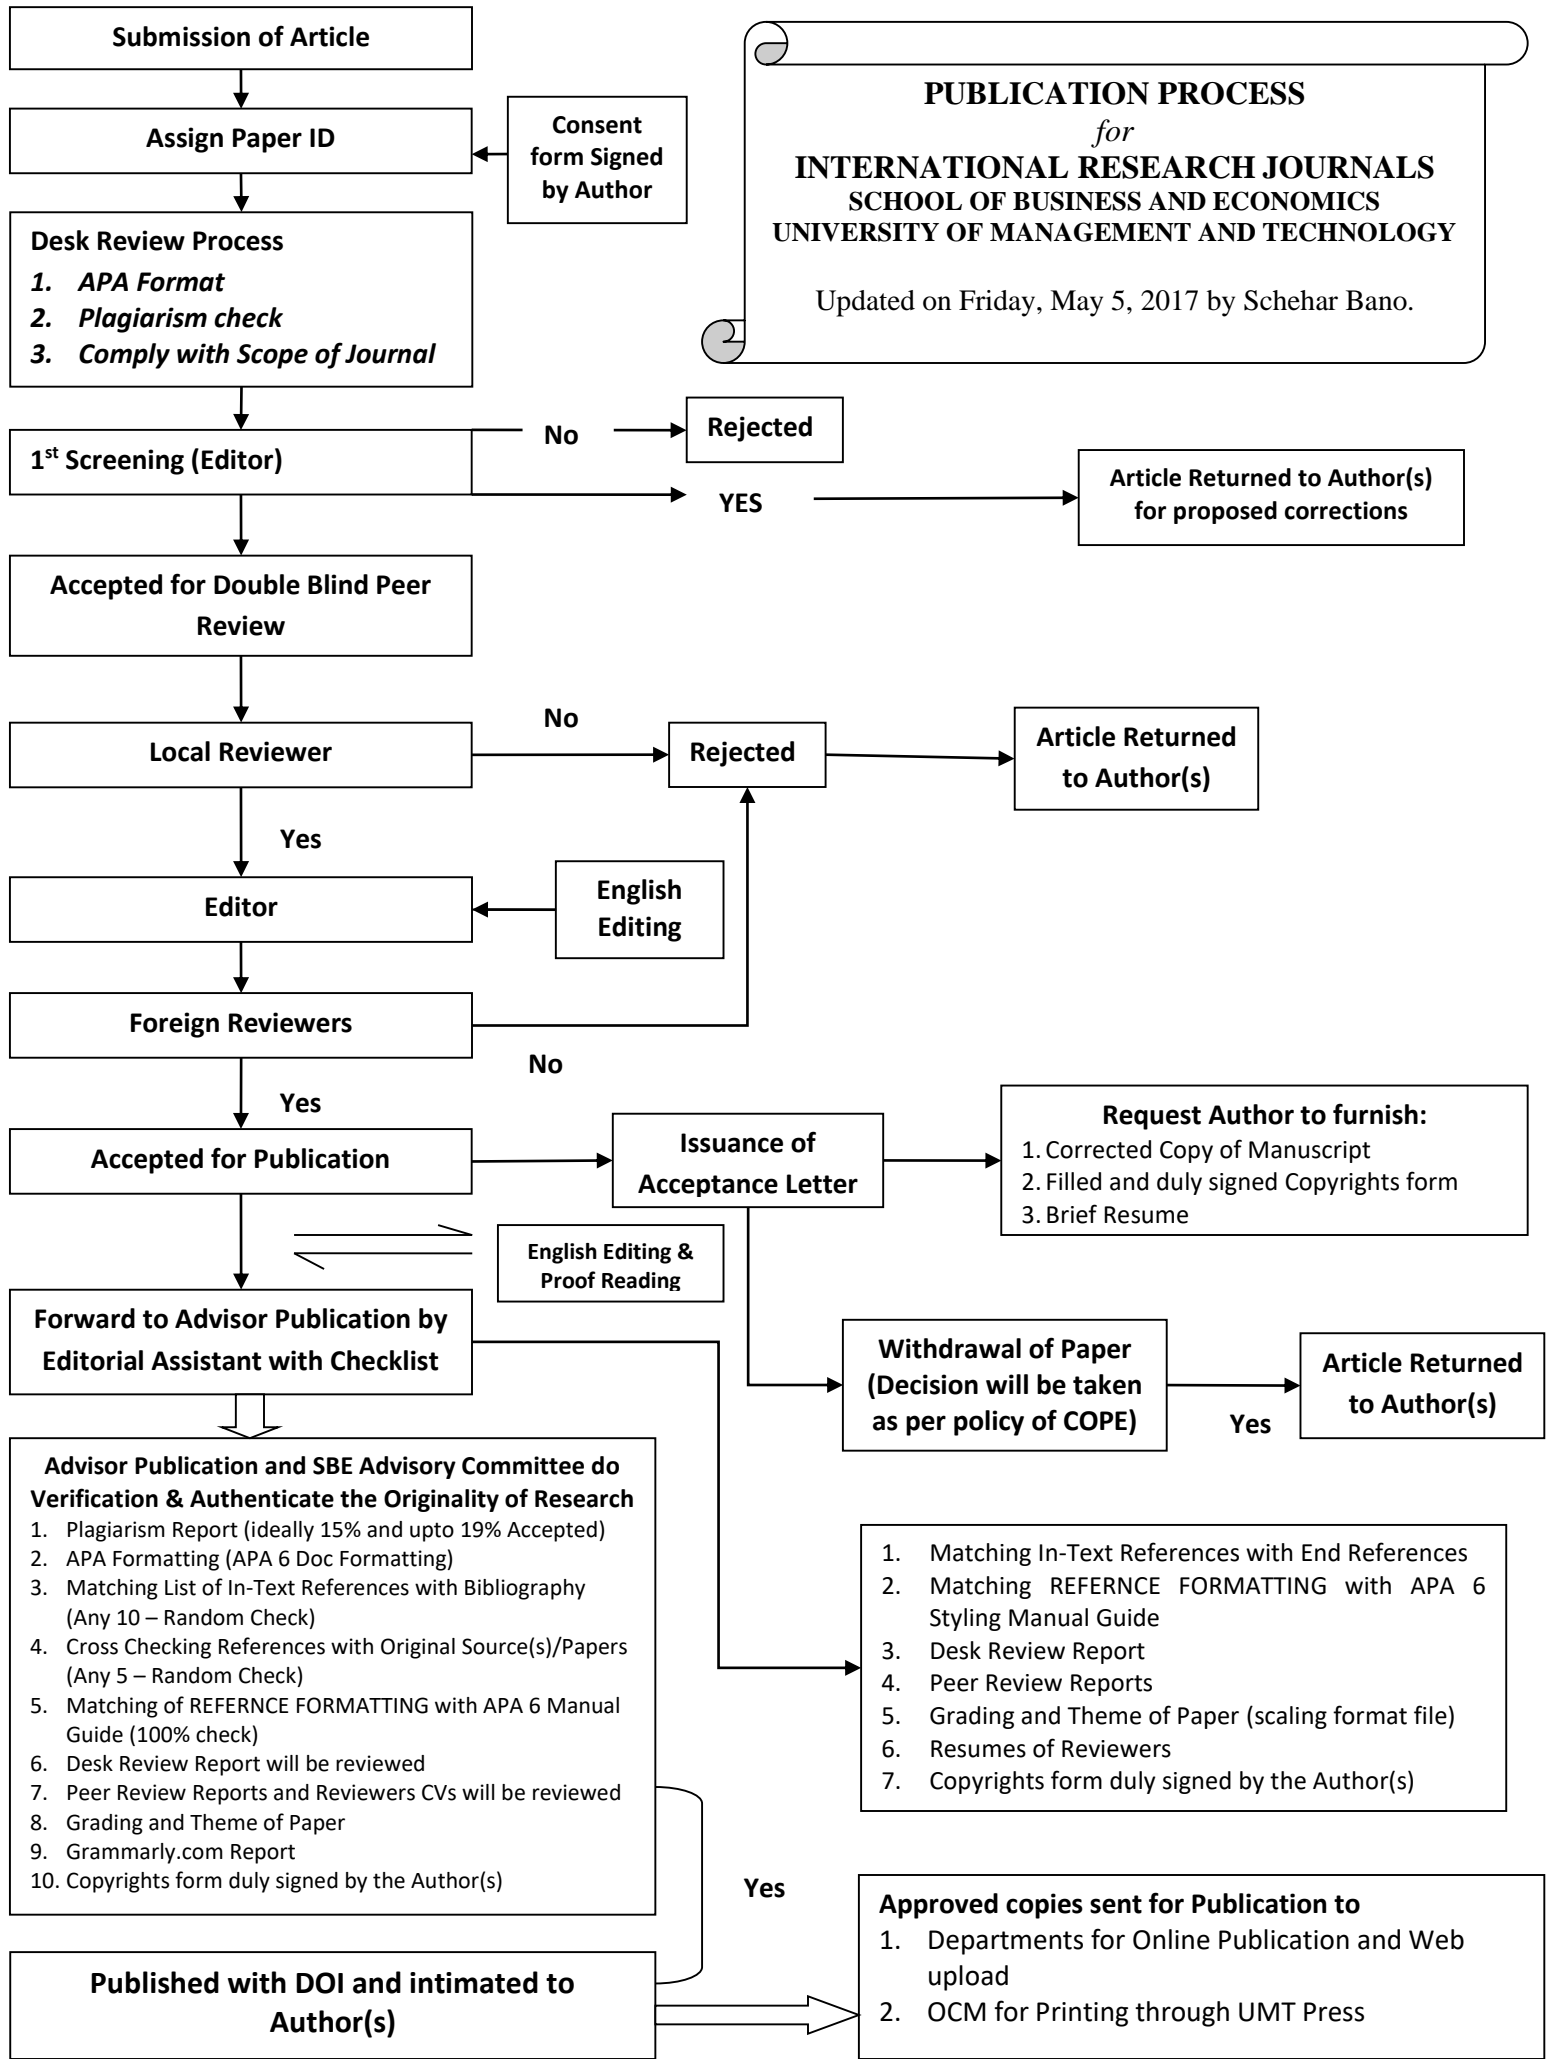 Submission of Article
PUBLICATION PROCESS
for
INTERNATIONAL RESEARCH JOURNALS
SCHOOL OF BUSINESS AND ECONOMICS
UNIVERSITY OF MANAGEMENT AND TECHNOLOGY
Updated on Friday, May 5, 2017 by Schehar Bano.
Assign Paper ID
Consent
form Signed
by Author
Desk Review Process
1. APA Format
2. Plagiarism check
3. Comply with Scope of Journal
1st Screening (Editor)
No
Rejected
YES
Article Returned to Author(s)
for proposed corrections
Accepted for Double Blind Peer
Review
Local Reviewer
No
Rejected
Article Returned
to Author(s)
Yes
Editor
English
Editing
Foreign Reviewers
No
Yes
Accepted for Publication
Issuance of
Acceptance Letter
Request Author to furnish:
1. Corrected Copy of Manuscript
2. Filled and duly signed Copyrights form
3. Brief Resume
English Editing &
Proof Reading
Forward to Advisor Publication by
Editorial Assistant with Checklist
Withdrawal of Paper
(Decision will be taken
as per policy of COPE)
Yes
Article Returned
to Author(s)
Advisor Publication and SBE Advisory Committee do
Verification & Authenticate the Originality of Research
1. Plagiarism Report (ideally 15% and upto 19% Accepted)
2. APA Formatting (APA 6 Doc Formatting)
3. Matching List of In-Text References with Bibliography
(Any 10 – Random Check)
4. Cross Checking References with Original Source(s)/Papers
(Any 5 – Random Check)
5. Matching of REFERNCE FORMATTING with APA 6 Manual
Guide (100% check)
6. Desk Review Report will be reviewed
7. Peer Review Reports and Reviewers CVs will be reviewed
8. Grading and Theme of Paper
9. Grammarly.com Report
10. Copyrights form duly signed by the Author(s)
1. Matching In-Text References with End References
2. Matching REFERNCE FORMATTING with APA 6
Styling Manual Guide
3. Desk Review Report
4. Peer Review Reports
5. Grading and Theme of Paper (scaling format file)
6. Resumes of Reviewers
7. Copyrights form duly signed by the Author(s)
Yes
Published with DOI and intimated to
Author(s)
Approved copies sent for Publication to
1. Departments for Online Publication and Web
upload
2. OCM for Printing through UMT Press